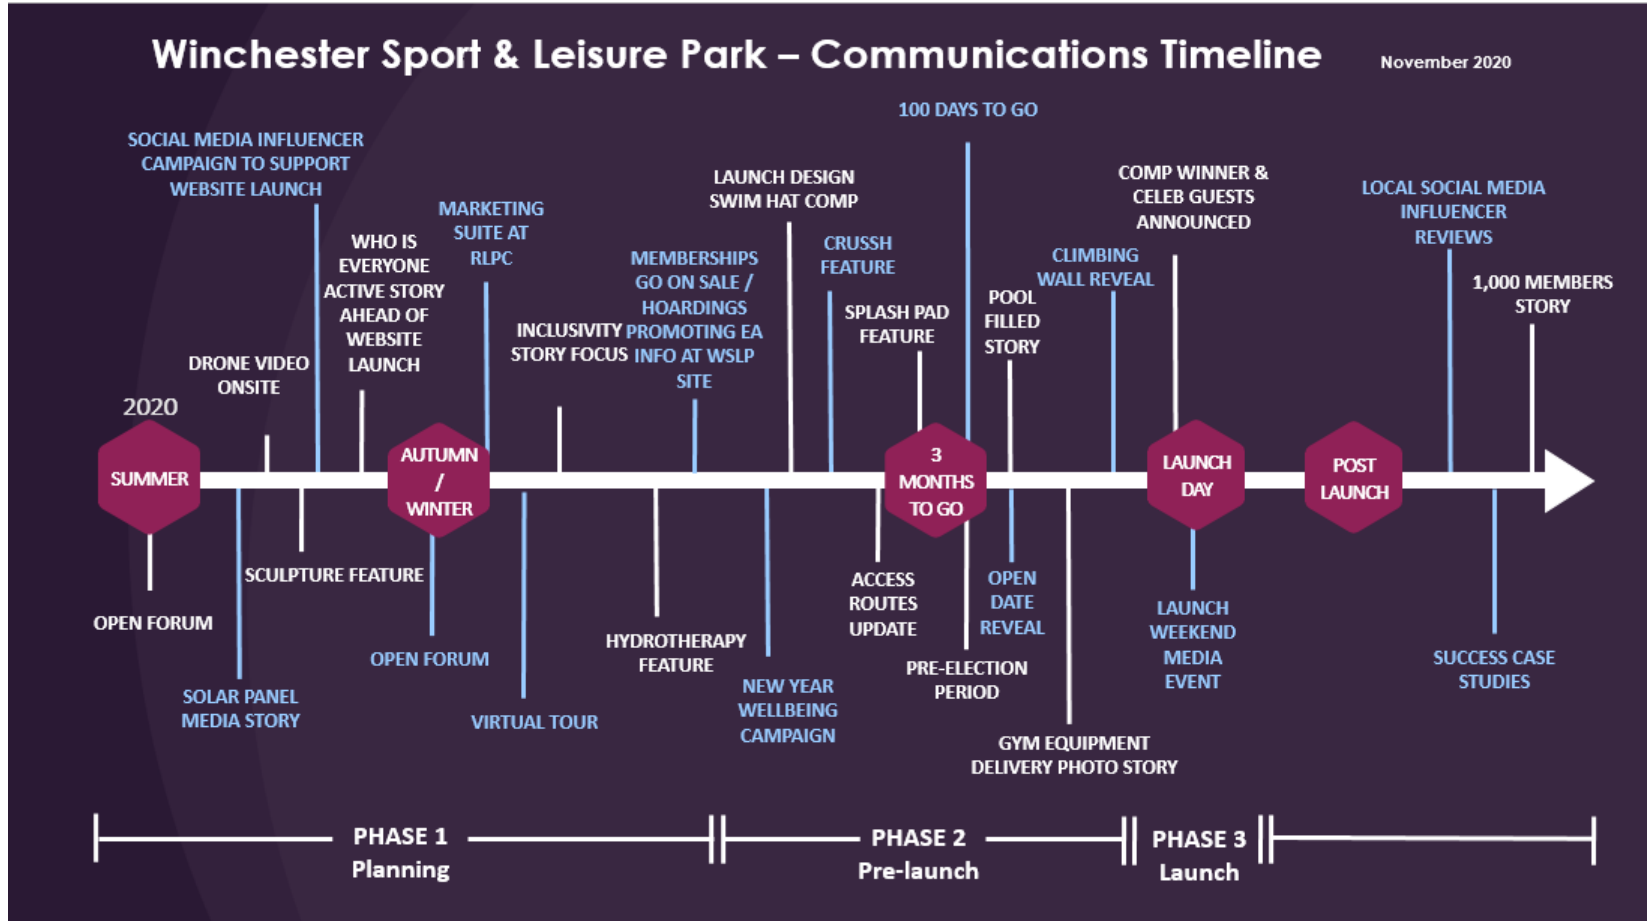 Winchester Sport & Leisure Park – Communications Timeline
November 2020
100 DAYS TO GO
SOCIAL MEDIA INFLUENCER
CAMPAIGN TO SUPPORT
WEBSITE LAUNCH
WHO IS
EVERYONE
ACTIVE STORY
AHEAD OF
WEBSITE
LAUNCH
DRONE VIDEO
ONSITE
MARKETING
SUITE AT
RLPC
INCLUSIVITY
STORY FOCUS
MEMBERSHIPS
GO ON SALE /
HOARDINGS
PROMOTING EA
INFO AT WSLP
SITE
LAUNCH DESIGN
SWIM HAT COMP
CRUSSH
FEATURE
SPLASH PAD
FEATURE
POOL
FILLED
STORY
CLIMBING
WALL REVEAL
COMP WINNER &
CELEB GUESTS
ANNOUNCED
LOCAL SOCIAL MEDIA
INFLUENCER
REVIEWS
1,000 MEMBERS
STORY
2020
SUMMER
AUTUMN
/
WINTER
3
MONTHS
TO GO
LAUNCH
DAY
POST
LAUNCH
OPEN FORUM
SOLAR PANEL
MEDIA STORY
SCULPTURE FEATURE
OPEN FORUM
VIRTUAL TOUR
HYDROTHERAPY
FEATURE
NEW YEAR
WELLBEING
CAMPAIGN
ACCESS
ROUTES
UPDATE
PRE-ELECTION
PERIOD
OPEN
DATE
REVEAL
GYM EQUIPMENT
DELIVERY PHOTO STORY
LAUNCH
WEEKEND
MEDIA
EVENT
SUCCESS CASE
STUDIES
PHASE 1
Planning
PHASE 2
Pre-launch
PHASE 3
Launch